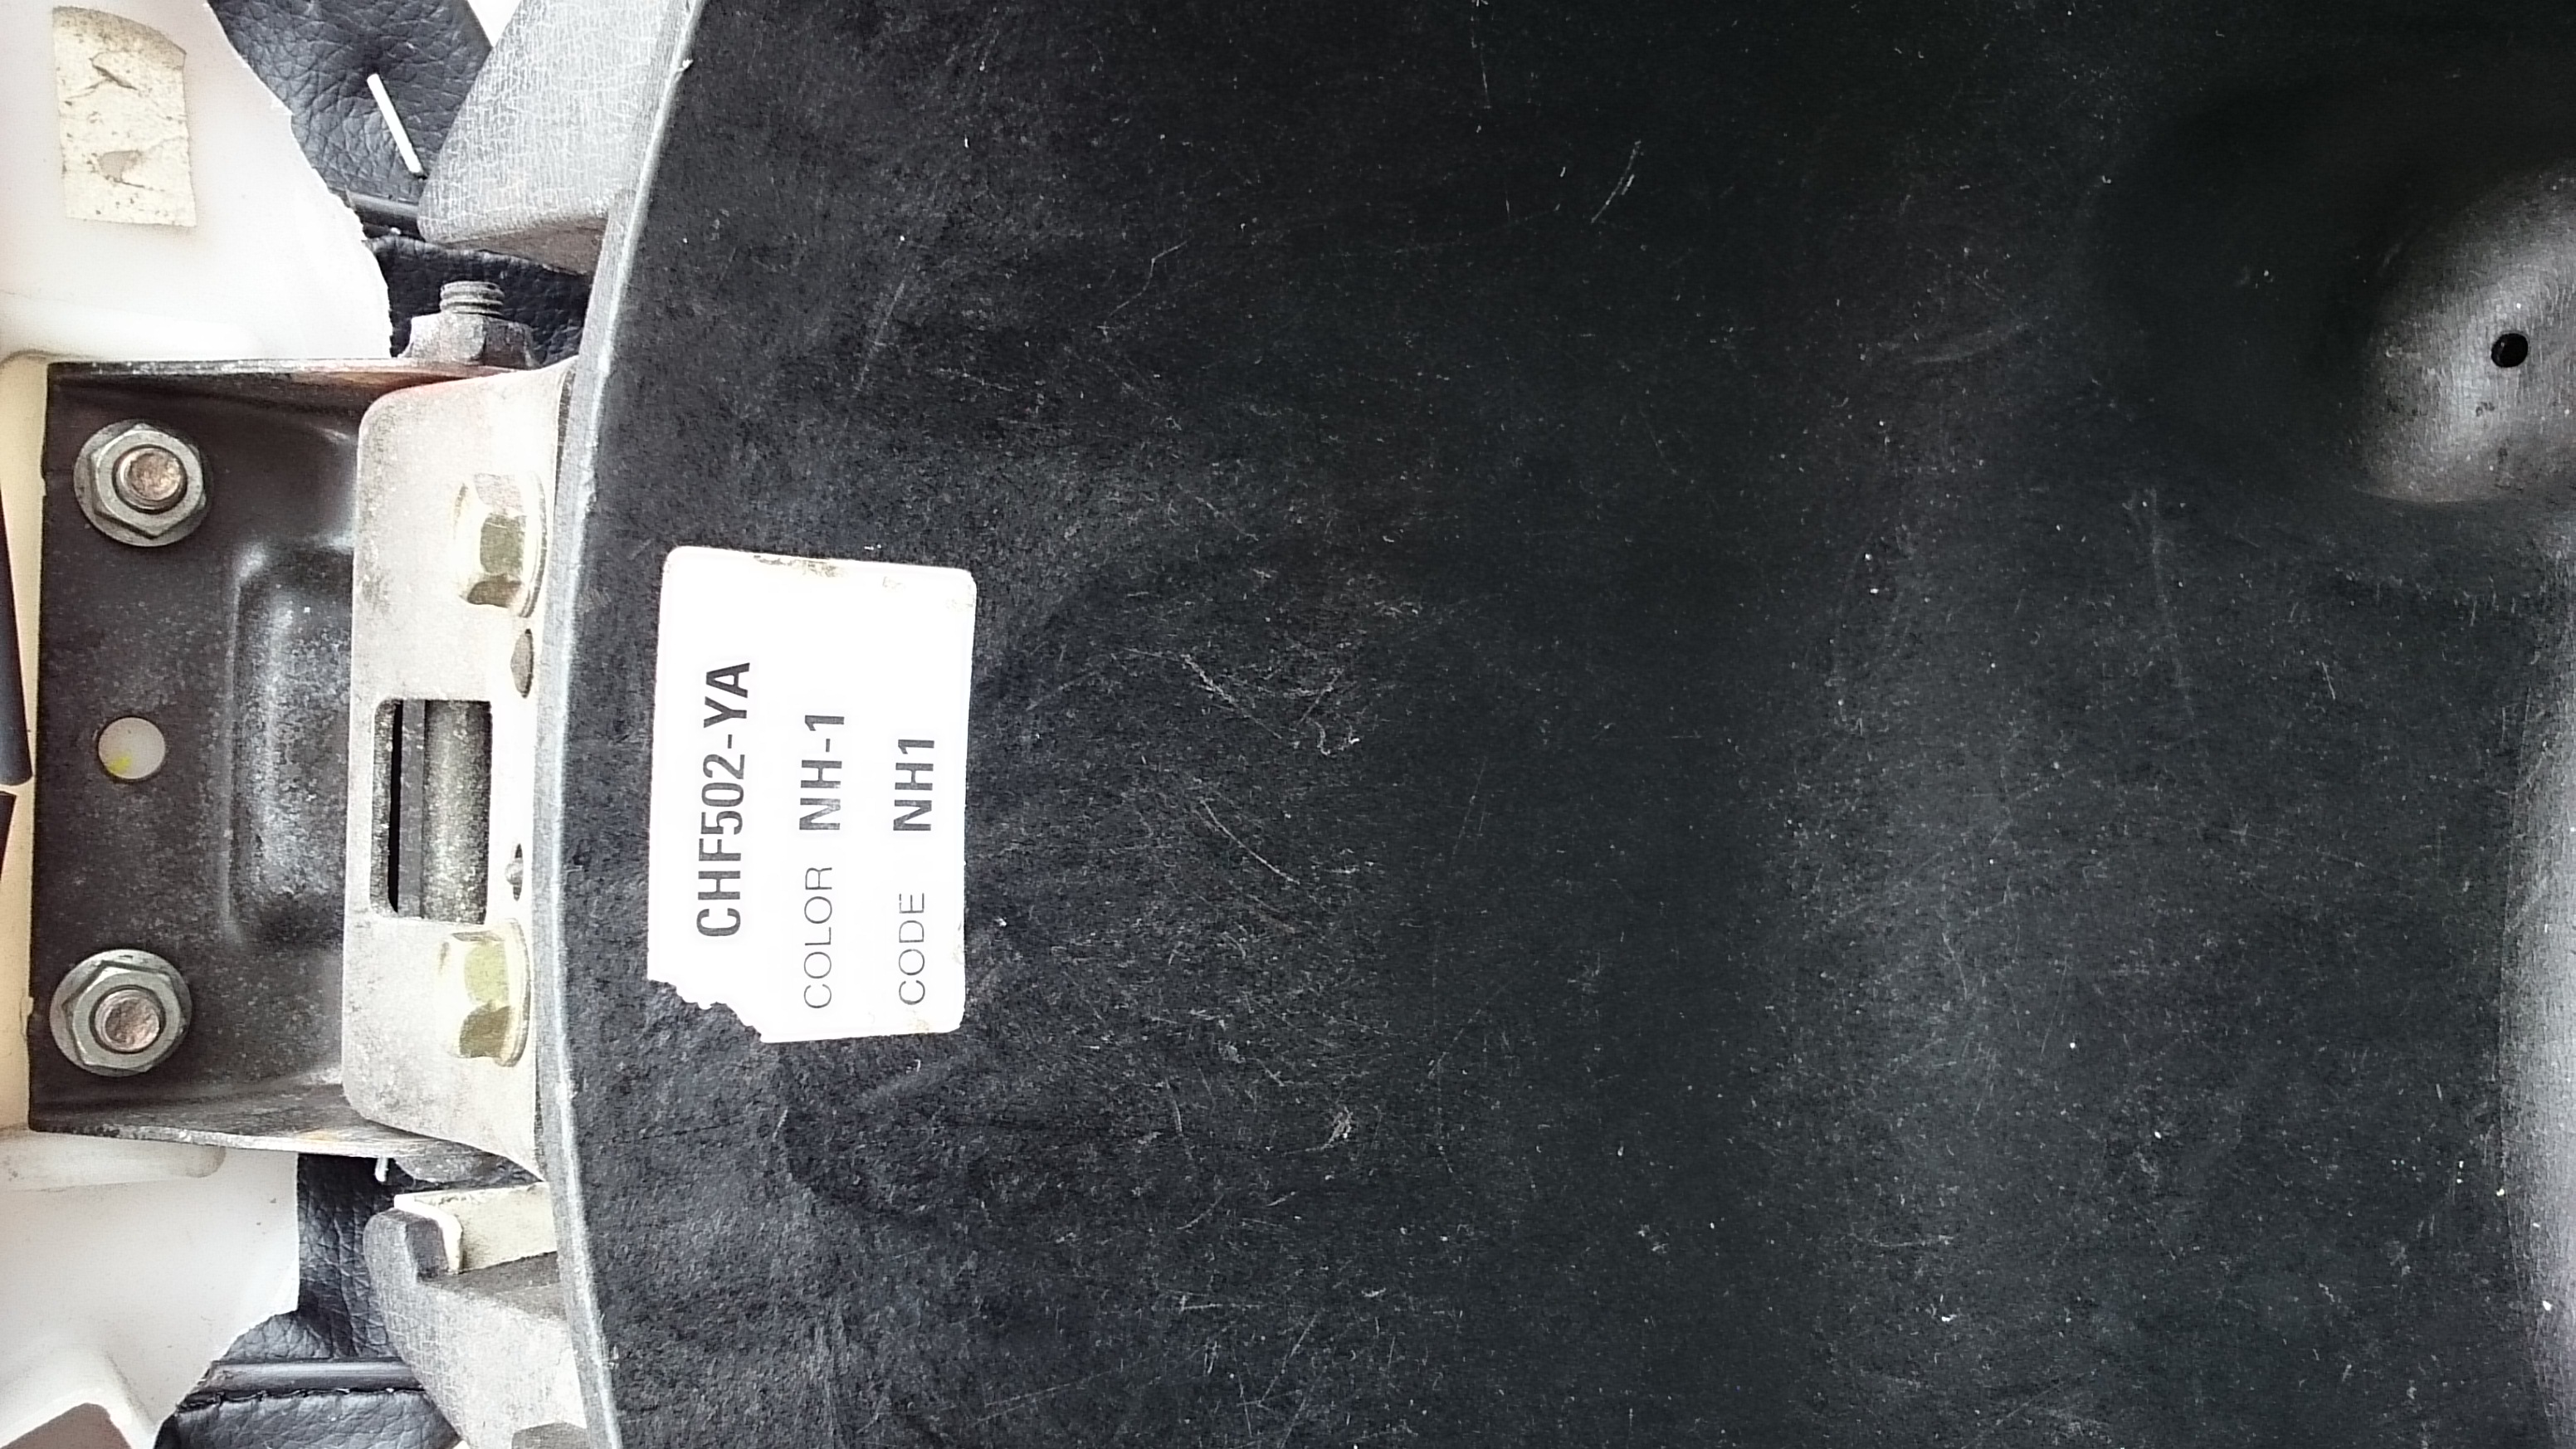 CHF502-YA
COLOR NH-1
CODE NH1